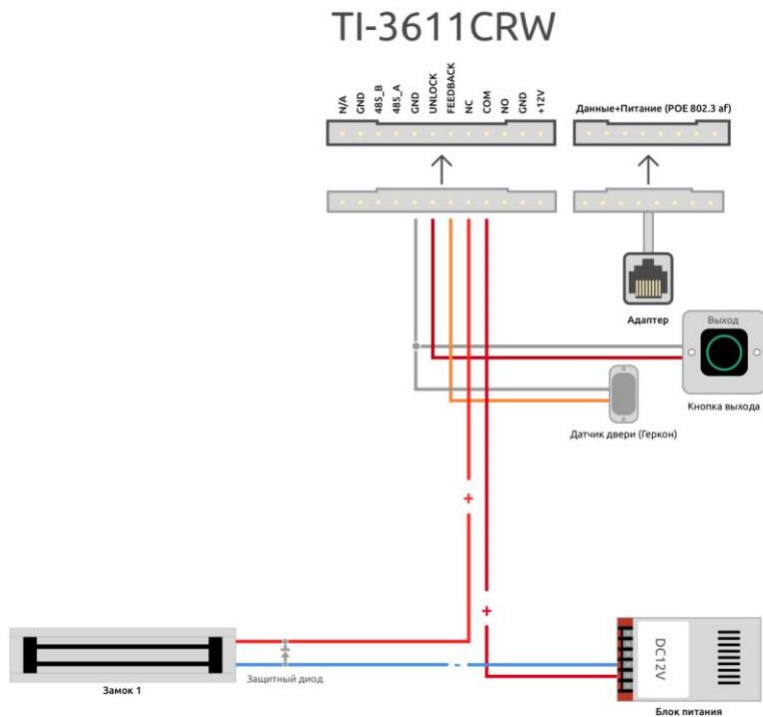 TI-3611CRW
N/A
GND
485_B
485_A
GND
UNLOCK
FEEDBACK
NC
COM
NO
GND
+12V
Данные+Питание (POE 802.3 af)
Адаптер
Выход
Кнопка выхода
Датчик двери (Геркон)
+
+
-
Защитный диод
DC12V
Замок 1
Блок питания